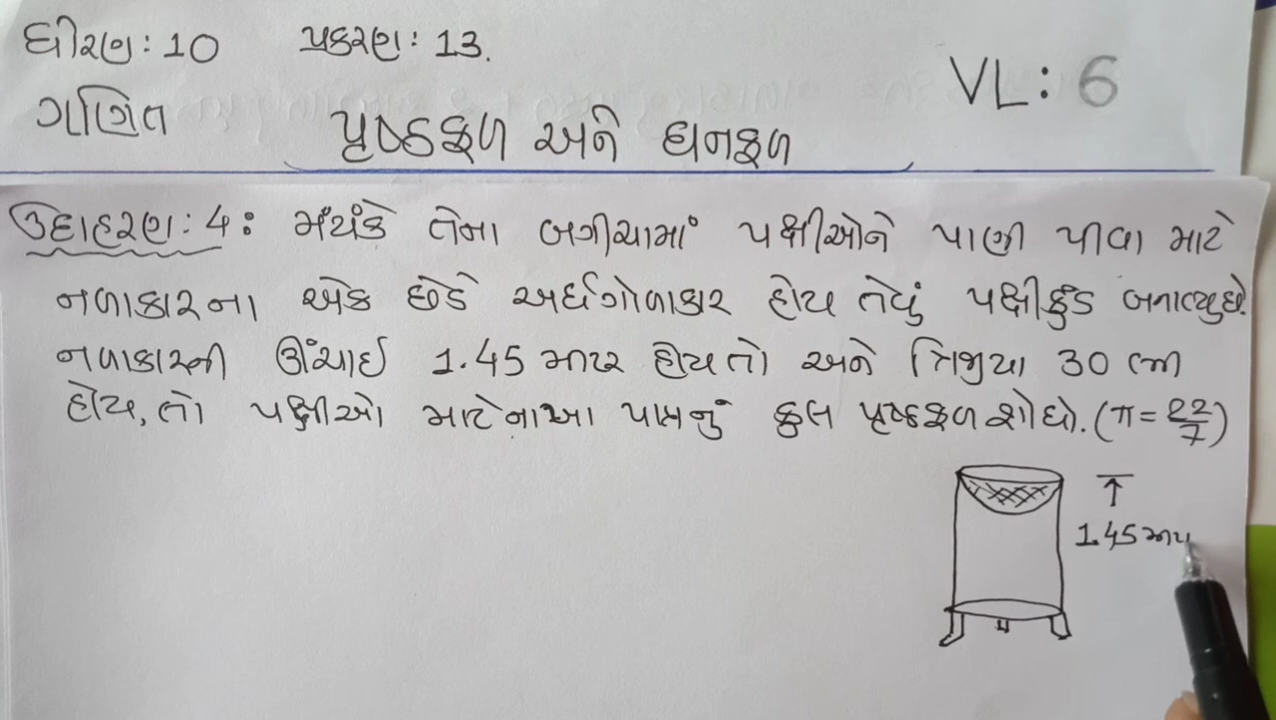 ધોરણ: 10 પ્રકરણ: 13.
VL: 6
ગણિત
પૃષ્ઠફળ અને ઘનફળ
ઉદાહરણ: 4: મયંકે તેના બગીચામાં પક્ષીઓને પાણી પીવા માટે
નળાકારના એક છેડે અર્ધગોળાકાર હોય તેવું પક્ષીકુંડ બનાવ્યુ છે.
નળાકારની ઊંચાઈ 1.45 મીટર હોય તો અને ત્રિજ્યા 30 સેમી
હોય, તો પક્ષીઓ માટેના આ પાત્રનું કુલ પૃષ્ઠફળ શોધો. (π = 22/7)
1.45 મીટ